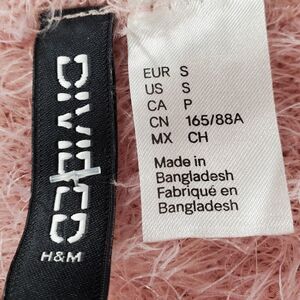 DIVIDED
H&M
EUR S
US S
CA P
CN 165/88A
MX CH
Made in
Bangladesh
Fabriqué en
Bangladesh